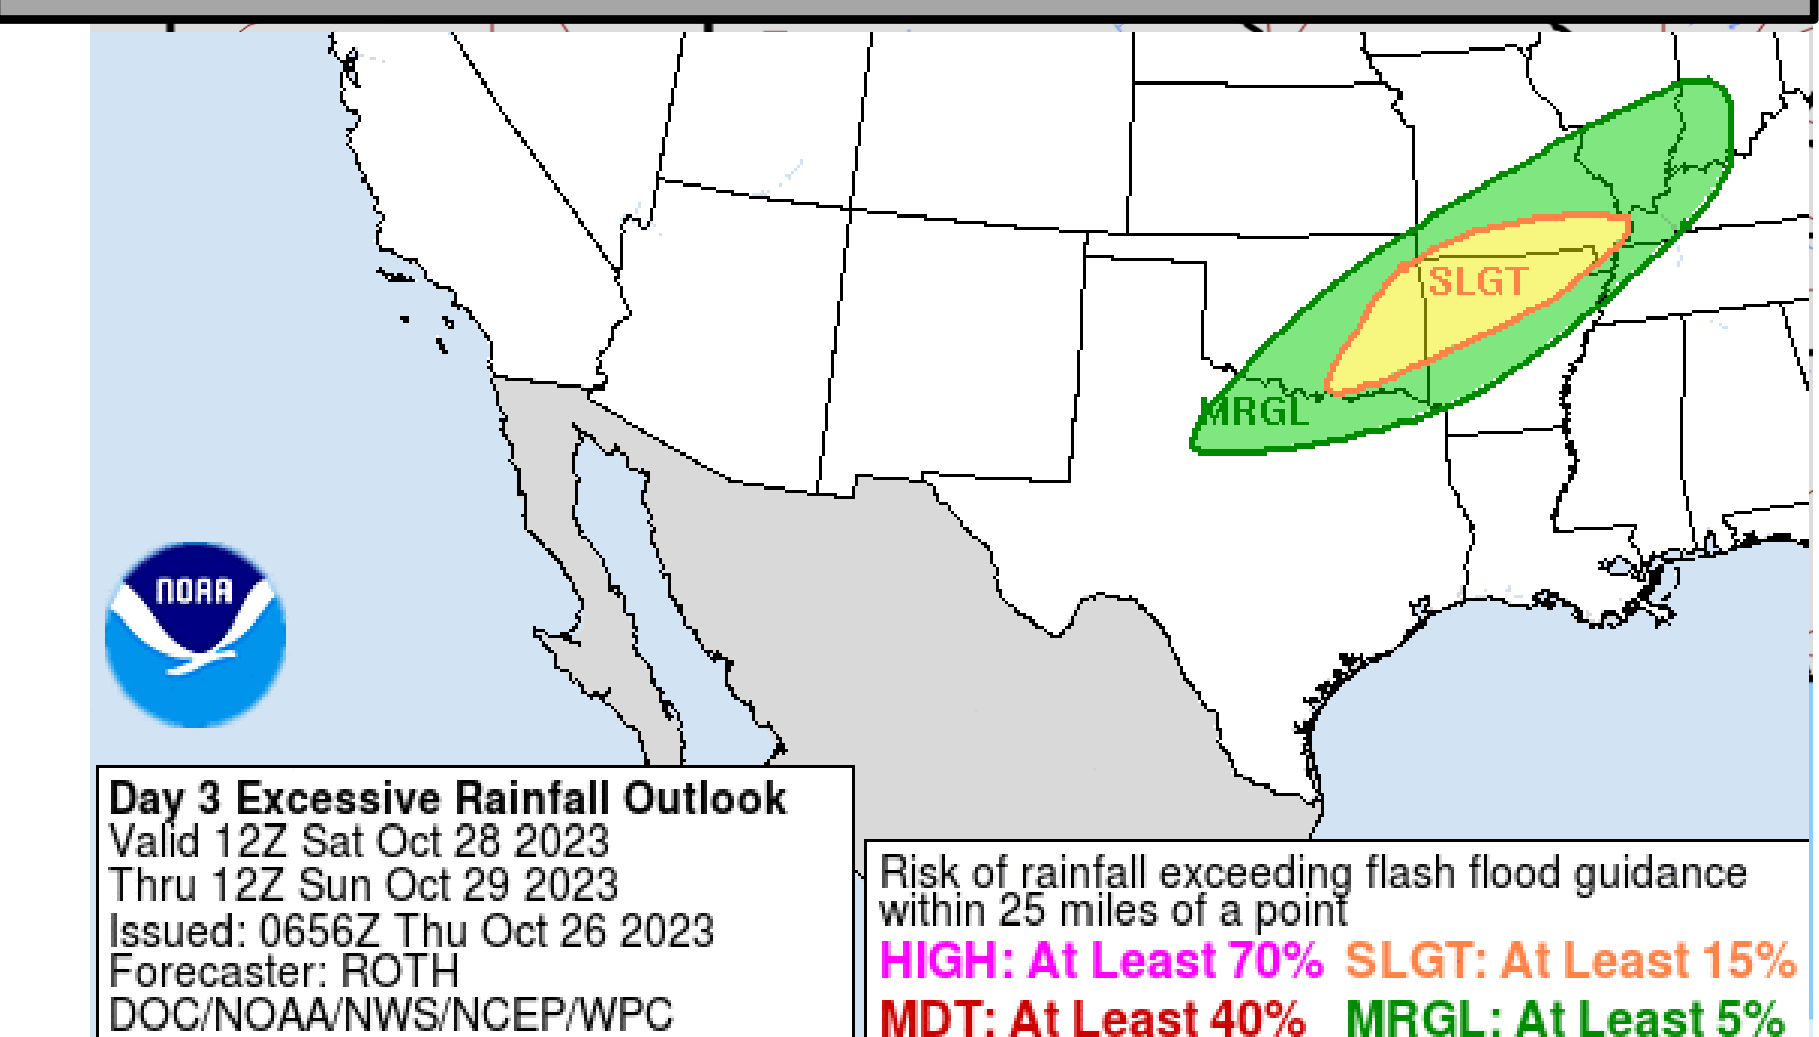 SLGT
MRGL
NOAA
Day 3 Excessive Rainfall Outlook
Valid 12Z Sat Oct 28 2023
Thru 12Z Sun Oct 29 2023
Issued: 0656Z Thu Oct 26 2023
Forecaster: ROTH
DOC/NOAA/NWS/NCEP/WPC
Risk of rainfall exceeding flash flood guidance
within 25 miles of a point
HIGH: At Least 70% SLGT: At Least 15%
MDT: At Least 40% MRGL: At Least 5%